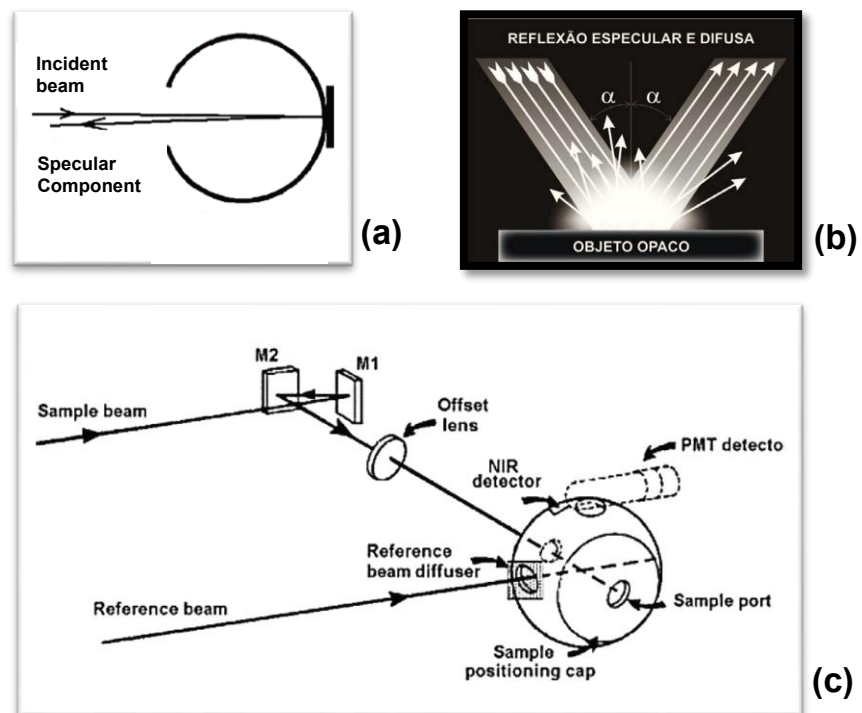 Incident
beam
Specular
Component
(a)
REFLEXÃO ESPECULAR E DIFUSA
α α
OBJETO OPACO
(b)
M2
M1
Sample beam
Offset
lens
PMT detecto
NIR
detector
Reference
beam diffuser
Reference beam
Sample port
Sample
positioning cap
(c)